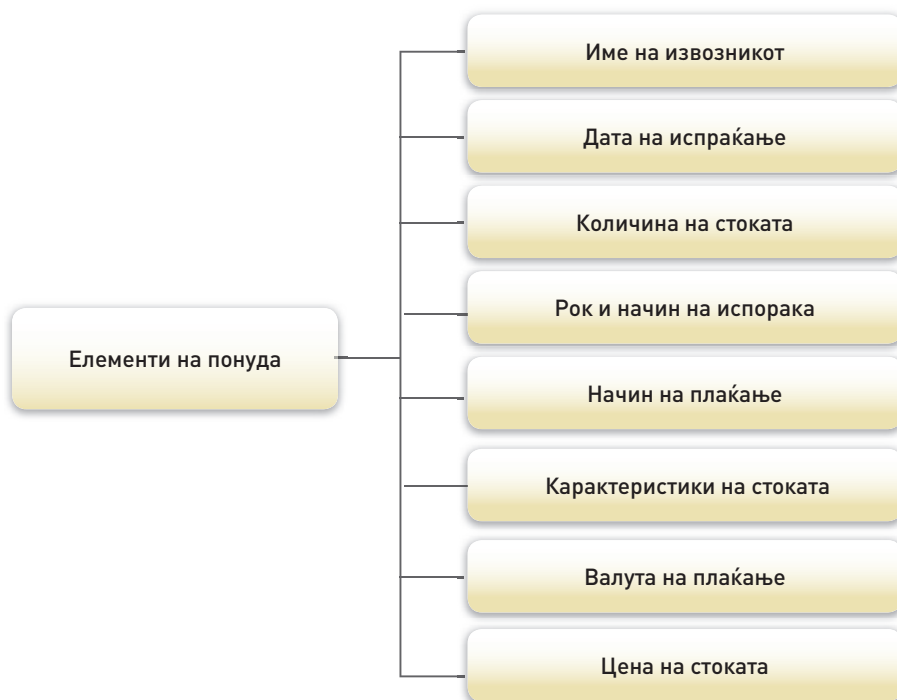 Име на извозникот
Дата на испраќање
Количина на стоката
Рок и начин на испорака
Елементи на понуда
Начин на плаќање
Карактеристики на стоката
Валута на плаќање
Цена на стоката